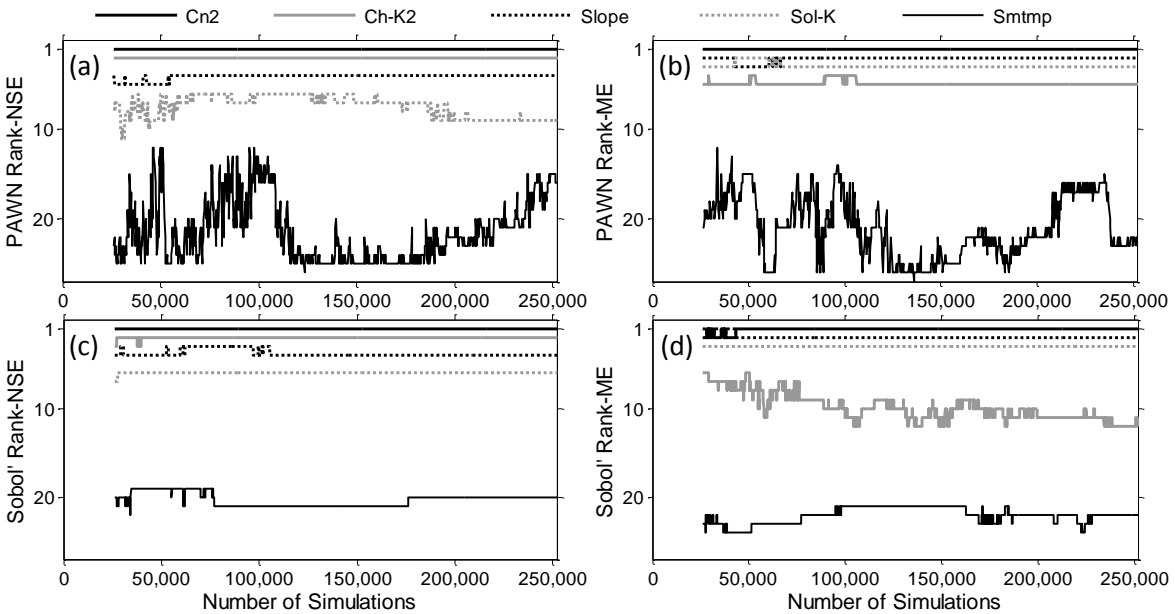 Cn2 Ch-K2 Slope Sol-K Smtmp
(a)
PAWN Rank-NSE
1
10
20
0 50,000 100,000 150,000 200,000 250,000
(b)
PAWN Rank-ME
1
10
20
0 50,000 100,000 150,000 200,000 250,000
(c)
Sobol' Rank-NSE
1
10
20
0 50,000 100,000 150,000 200,000 250,000
Number of Simulations
(d)
Sobol' Rank-ME
1
10
20
0 50,000 100,000 150,000 200,000 250,000
Number of Simulations